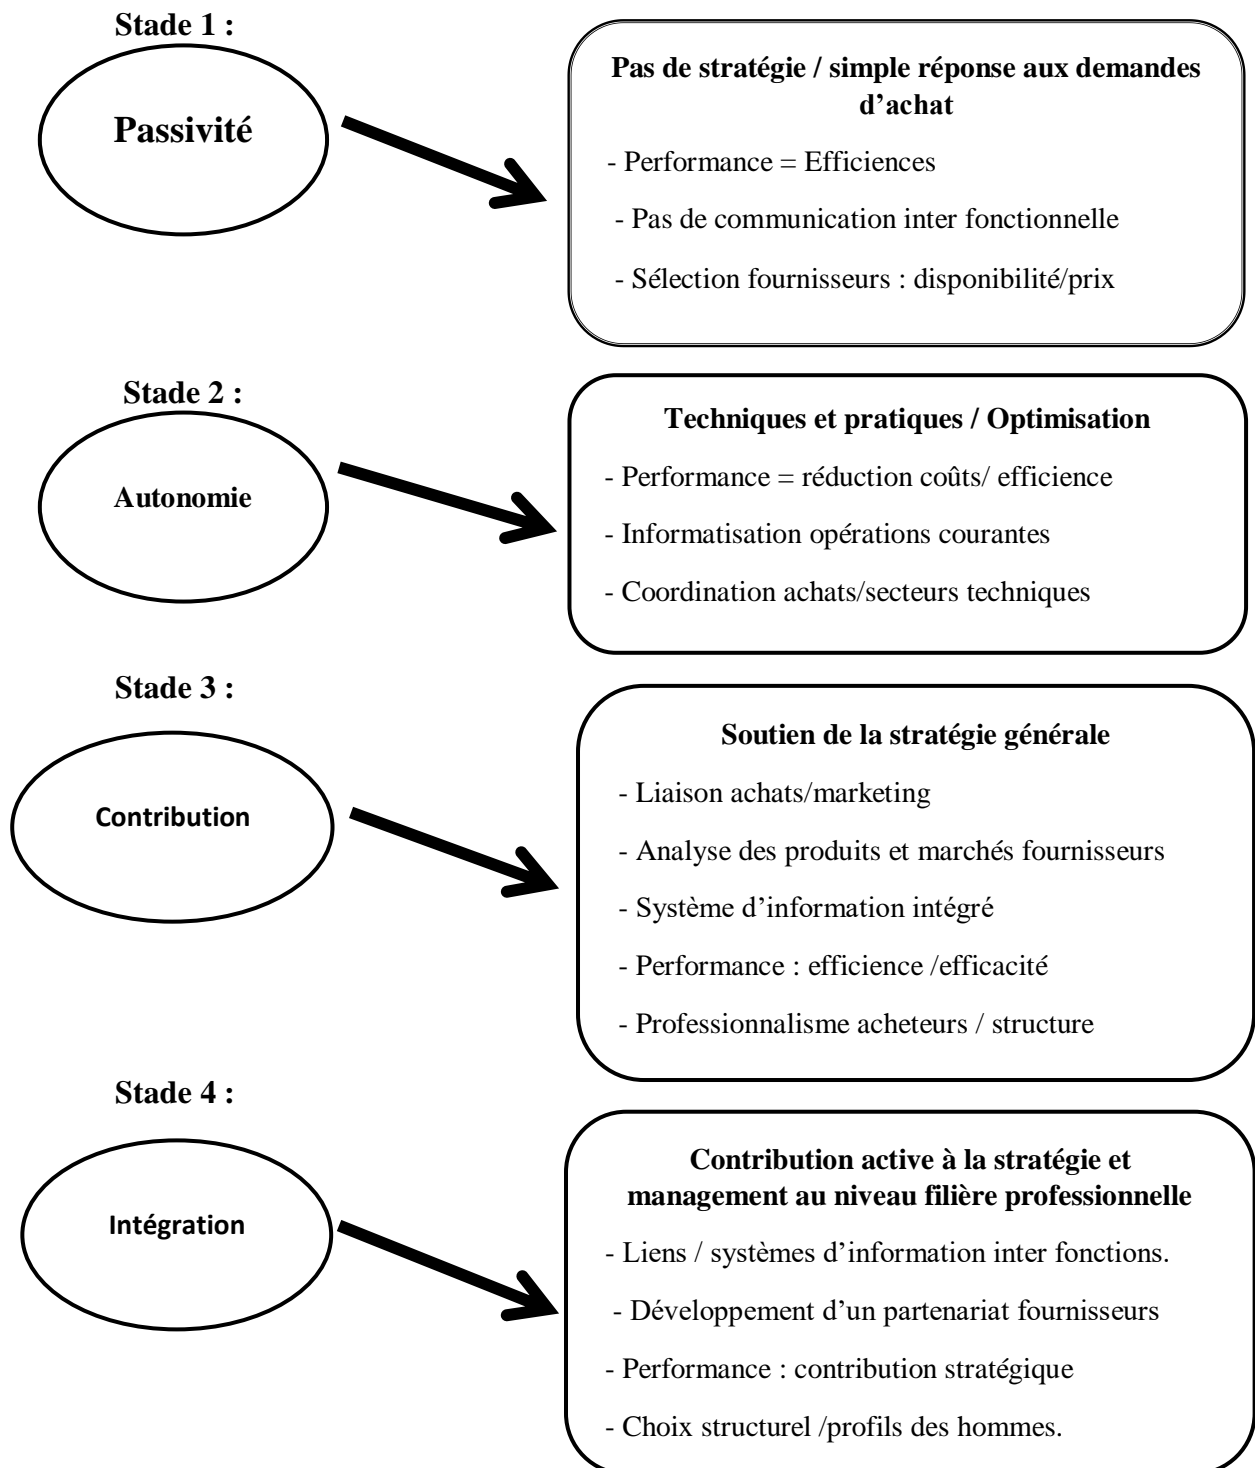 Stade 1 :
Passivité
Pas de stratégie / simple réponse aux demandes
d’achat
- Performance = Efficiences
- Pas de communication inter fonctionnelle
- Sélection fournisseurs : disponibilité/prix
Stade 2 :
Autonomie
Techniques et pratiques / Optimisation
- Performance = réduction coûts/ efficience
- Informatisation opérations courantes
- Coordination achats/secteurs techniques
Stade 3 :
Contribution
Soutien de la stratégie générale
- Liaison achats/marketing
- Analyse des produits et marchés fournisseurs
- Système d’information intégré
- Performance : efficience /efficacité
- Professionnalisme acheteurs / structure
Stade 4 :
Intégration
Contribution active à la stratégie et
management au niveau filière professionnelle
- Liens / systèmes d’information inter fonctions.
- Développement d’un partenariat fournisseurs
- Performance : contribution stratégique
- Choix structurel /profils des hommes.